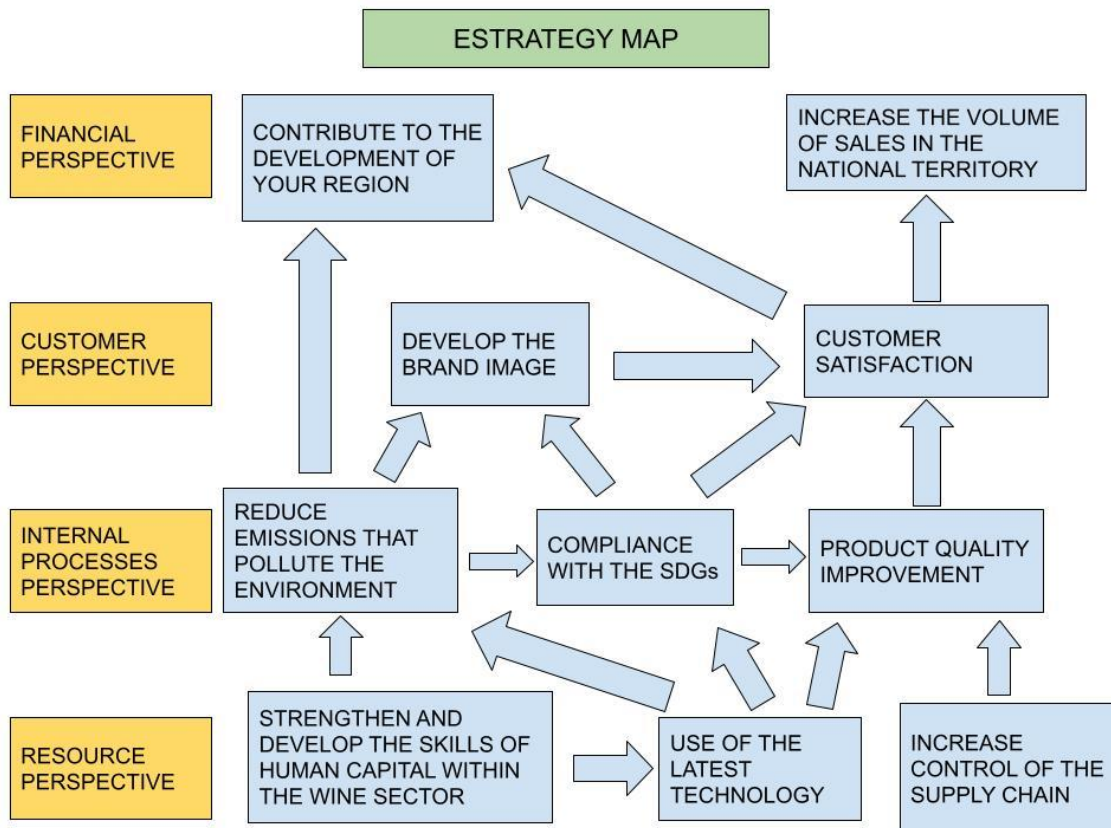 ESTRATEGY MAP
FINANCIAL
PERSPECTIVE
CONTRIBUTE TO THE
DEVELOPMENT OF
YOUR REGION
INCREASE THE VOLUME
OF SALES IN THE
NATIONAL TERRITORY
CUSTOMER
PERSPECTIVE
DEVELOP THE
BRAND IMAGE
CUSTOMER
SATISFACTION
INTERNAL
PROCESSES
PERSPECTIVE
REDUCE
EMISSIONS THAT
POLLUTE THE
ENVIRONMENT
COMPLIANCE
WITH THE SDGs
PRODUCT QUALITY
IMPROVEMENT
RESOURCE
PERSPECTIVE
STRENGTHEN AND
DEVELOP THE SKILLS OF
HUMAN CAPITAL WITHIN
THE WINE SECTOR
USE OF THE
LATEST
TECHNOLOGY
INCREASE
CONTROL OF THE
SUPPLY CHAIN